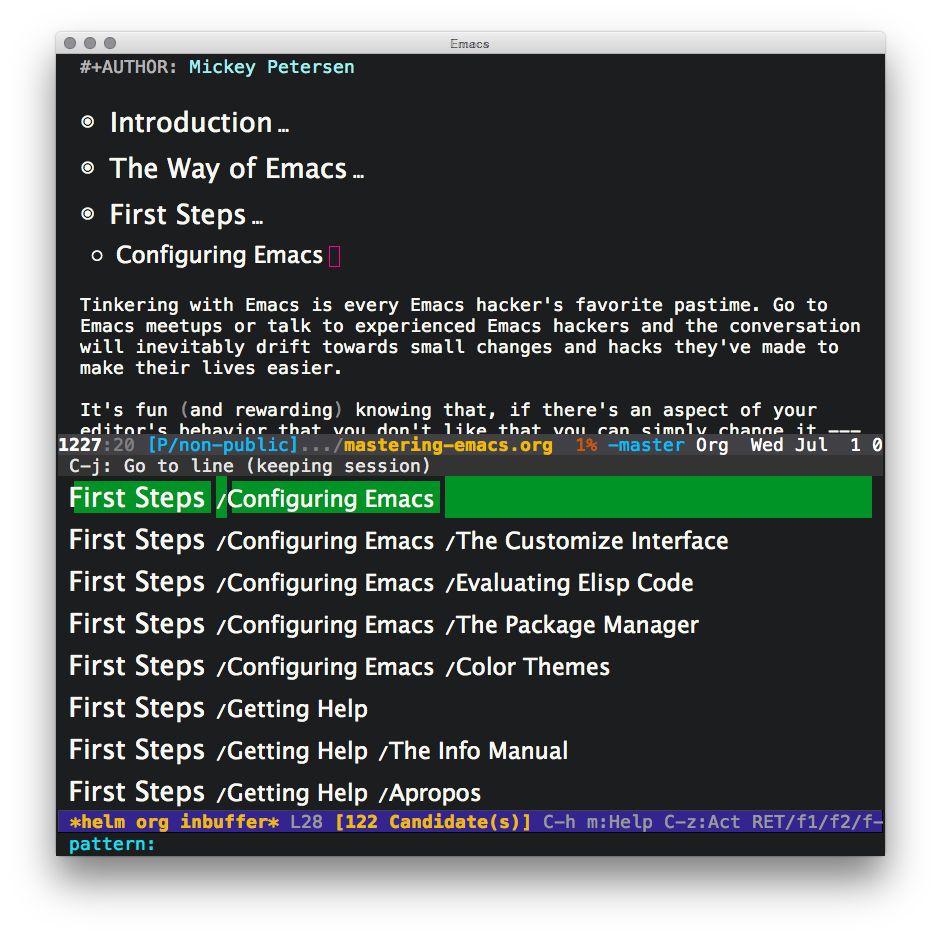 Emacs
#+AUTHOR: Mickey Petersen
Introduction…
The Way of Emacs…
First Steps…
Configuring Emacs
Tinkering with Emacs is every Emacs hacker's favorite pastime. Go to
Emacs meetups or talk to experienced Emacs hackers and the conversation
will inevitably drift towards small changes and hacks they've made to
make their lives easier.
It's fun (and rewarding) knowing that, if there's an aspect of your
editor's behavior that you don't like that you can simply change it ---
1227:20 [P/non-public].../mastering-emacs.org 1% -master Org Wed Jul 1 0
C-j: Go to line (keeping session)
First Steps /Configuring Emacs
First Steps /Configuring Emacs /The Customize Interface
First Steps /Configuring Emacs /Evaluating Elisp Code
First Steps /Configuring Emacs /The Package Manager
First Steps /Configuring Emacs /Color Themes
First Steps /Getting Help
First Steps /Getting Help /The Info Manual
First Steps /Getting Help /Apropos
*helm org inbuffer* L28 [122 Candidate(s)] C-h m:Help C-z:Act RET/f1/f2/f-
pattern: